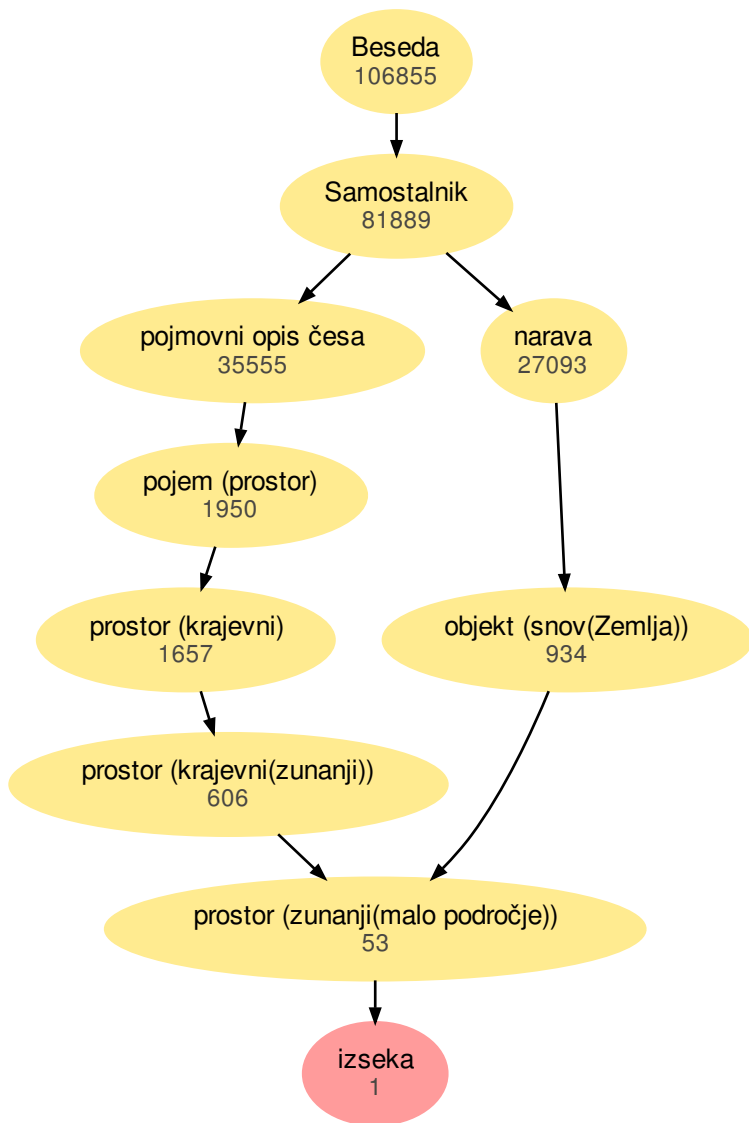 Beseda
106855
Samostalnik
81889
pojmovni opis česa
35555
narava
27093
pojem (prostor)
1950
prostor (krajevni)
1657
objekt (snov(Zemlja))
934
prostor (krajevni(zunanji))
606
prostor (zunanji(malo področje))
53
izseka
1